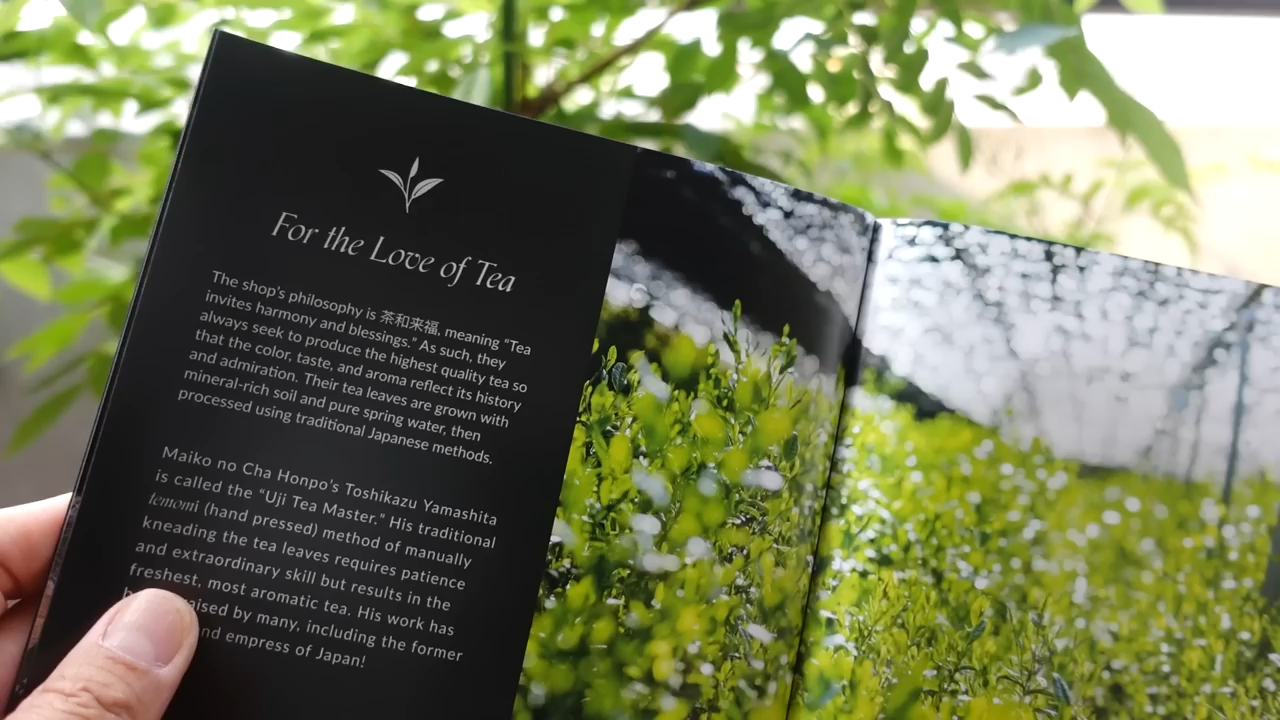 For the Love of Tea
The shop's philosophy is 茶和来福, meaning "Tea
invites harmony and blessings." As such, they
always seek to produce the highest quality tea so
that the color, taste, and aroma reflect its history
and admiration. Their tea leaves are grown with
mineral-rich soil and pure spring water, then
processed using traditional Japanese methods.
Maiko no Cha Honpo's Toshikazu Yamashita
is called the "Uji Tea Master." His traditional
temomi (hand pressed) method of manually
kneading the tea leaves requires patience
and extraordinary skill but results in the
freshest, most aromatic tea. His work has
by many, including the former
empress of Japan!